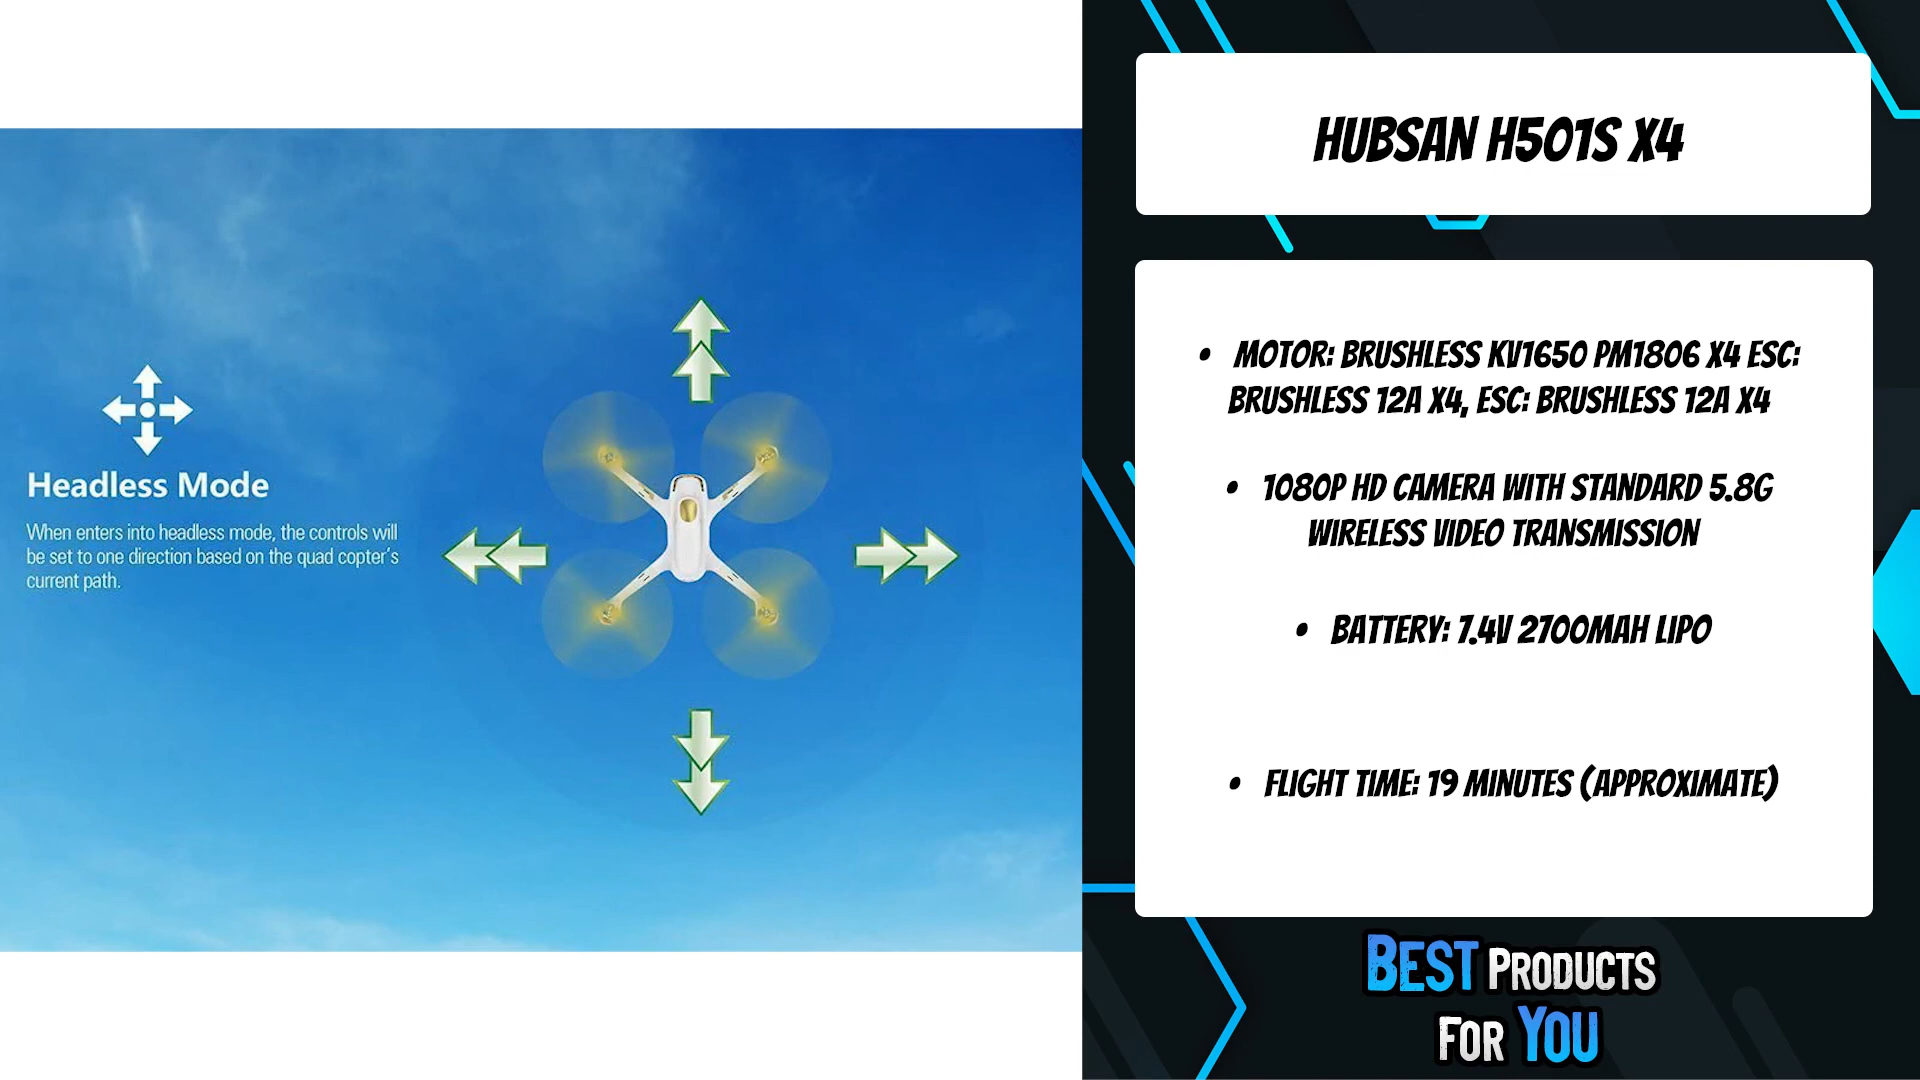 Headless Mode
When enters into headless mode, the controls will
be set to one direction based on the quad copter's
current path.
HUBSAN H501S X4
• MOTOR: BRUSHLESS KV1650 PM1806 X4 ESC:
BRUSHLESS 12A X4, ESC: BRUSHLESS 12A X4
• 1080P HD CAMERA WITH STANDARD 5.8G
WIRELESS VIDEO TRANSMISSION
• BATTERY: 7.4V 2700MAH LIPO
• FLIGHT TIME: 19 MINUTES (APPROXIMATE)
BEST PRODUCTS
FOR YOU